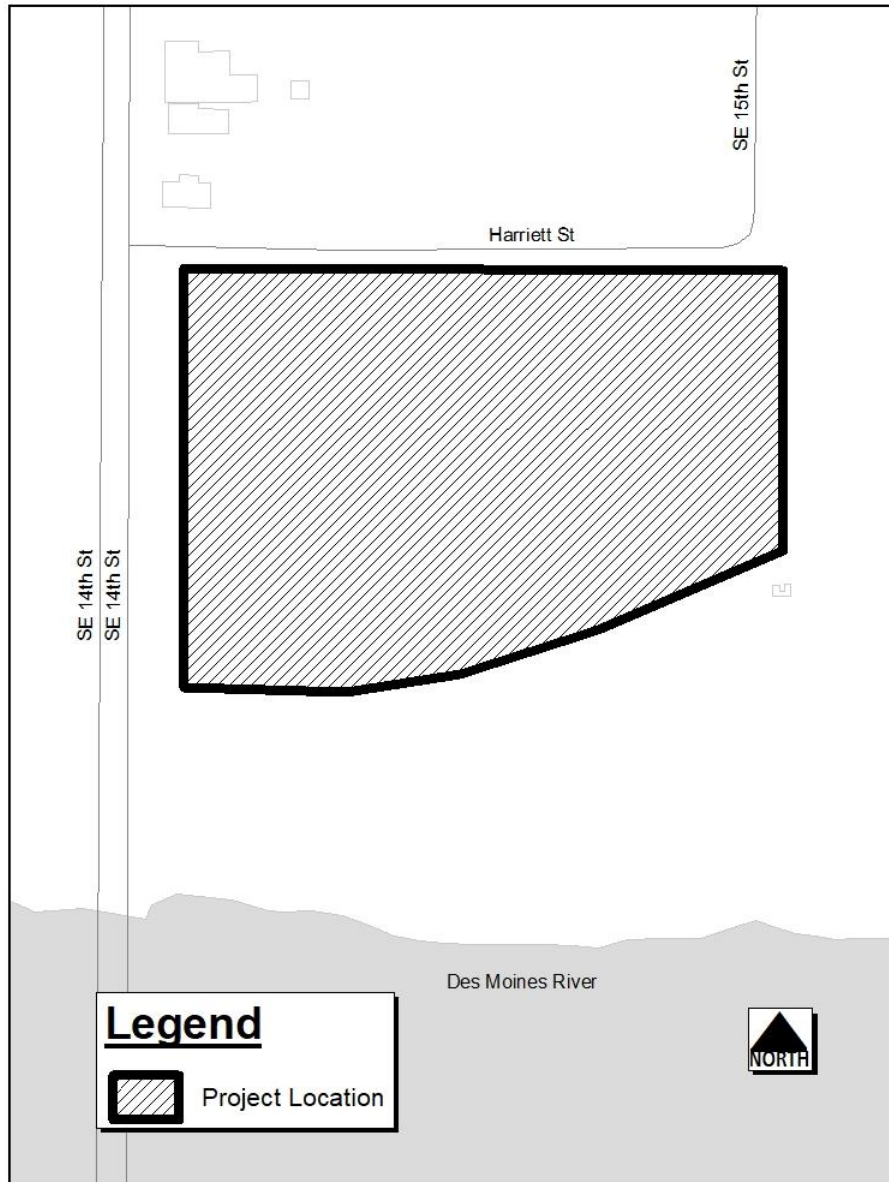 SE 15th St
Harriett St
SE 14th St
SE 14th St
Des Moines River
Legend
Project Location
NORTH